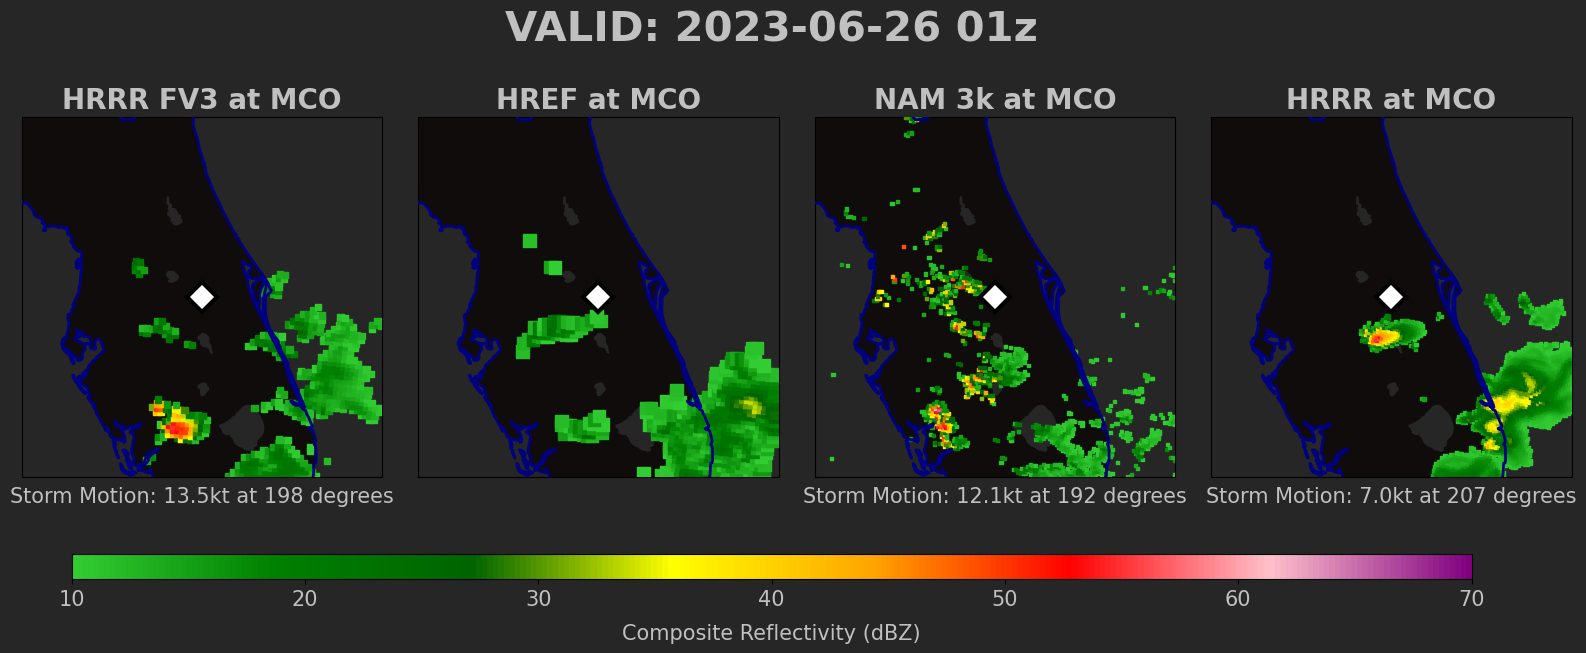 VALID: 2023-06-26 01z
HRRR FV3 at MCO
HREF at MCO
NAM 3k at MCO
HRRR at MCO
Storm Motion: 13.5kt at 198 degrees
Storm Motion: 12.1kt at 192 degrees
Storm Motion: 7.0kt at 207 degrees
10 20 30 40 50 60 70
Composite Reflectivity (dBZ)